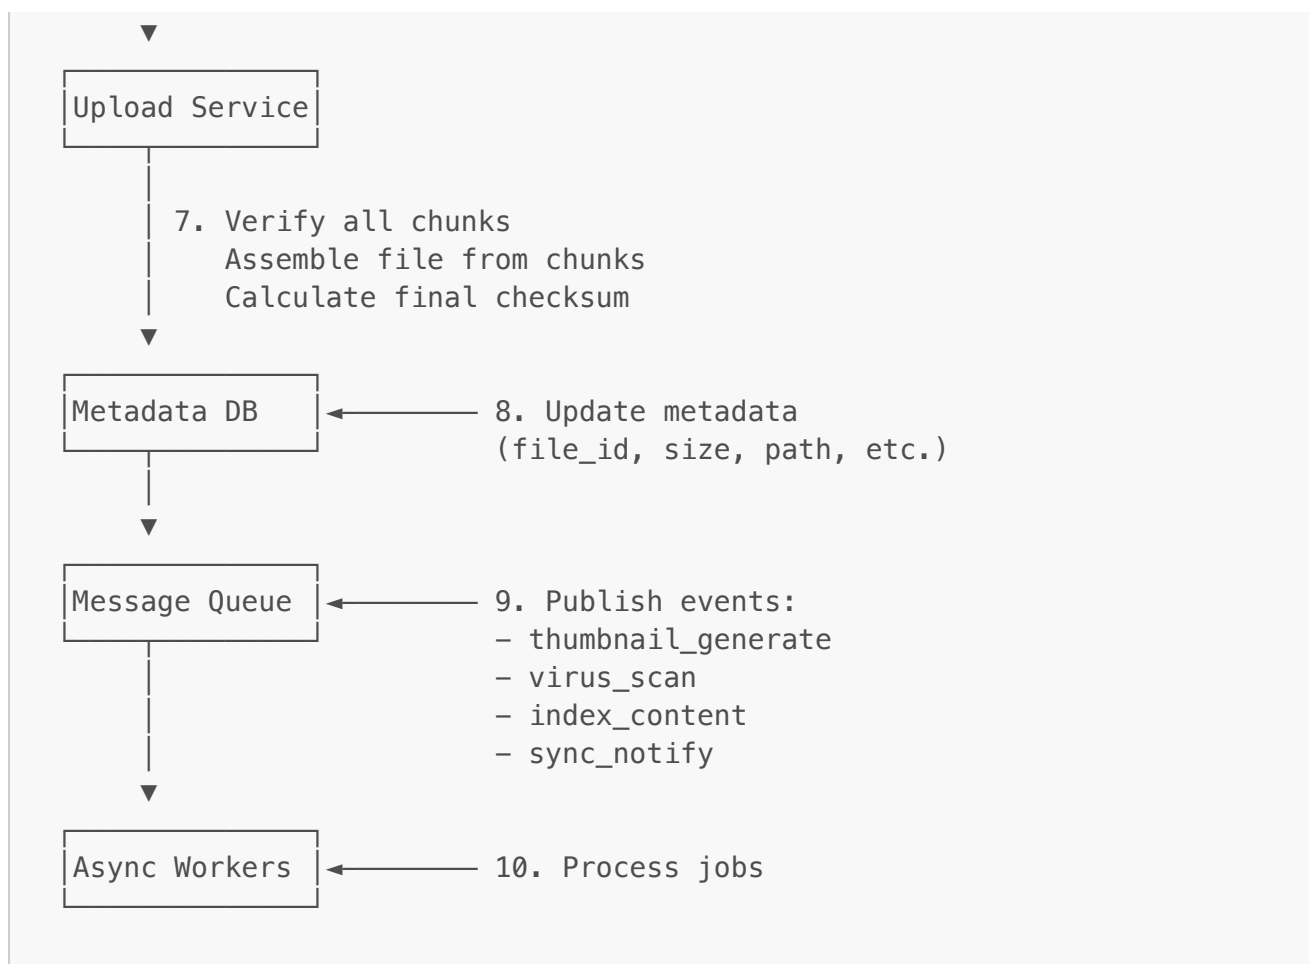 Upload Service
7. Verify all chunks
Assemble file from chunks
Calculate final checksum
Metadata DB
8. Update metadata
(file_id, size, path, etc.)
Message Queue
9. Publish events:
- thumbnail_generate
- virus_scan
- index_content
- sync_notify
Async Workers
10. Process jobs